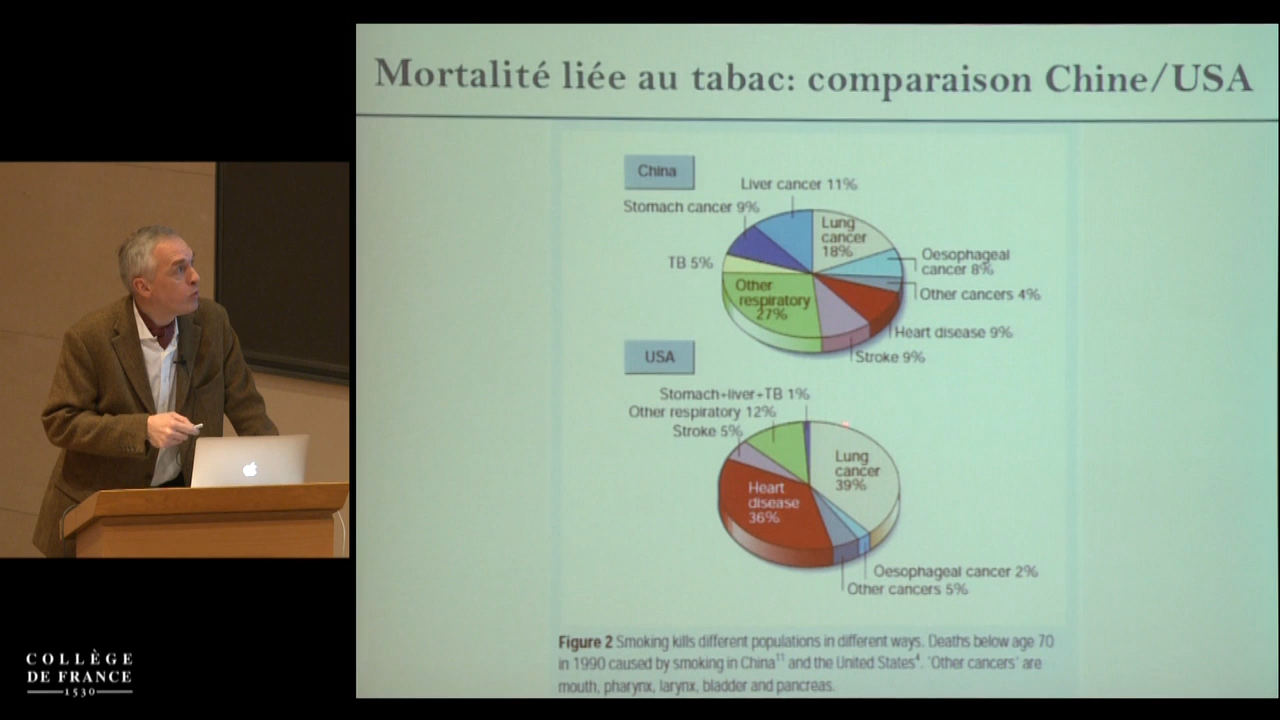 Mortalité liée au tabac: comparaison Chine/USA
China
Liver cancer 11%
Stomach cancer 9%
Lung
cancer
18%
Oesophageal
cancer 8%
TB 5%
Other
respiratory
27%
Other cancers 4%
Heart disease 9%
Stroke 9%
USA
Stomach+liver+TB 1%
Other respiratory 12%
Stroke 5%
Lung
cancer
39%
Heart
disease
36%
Oesophageal cancer 2%
Other cancers 5%
Figure 2 Smoking kills different populations in different ways. Deaths below age 70
in 1990 caused by smoking in China¹¹ and the United States⁴. 'Other cancers' are
mouth, pharynx, larynx, bladder and pancreas.
COLLÈGE
DE FRANCE
1530